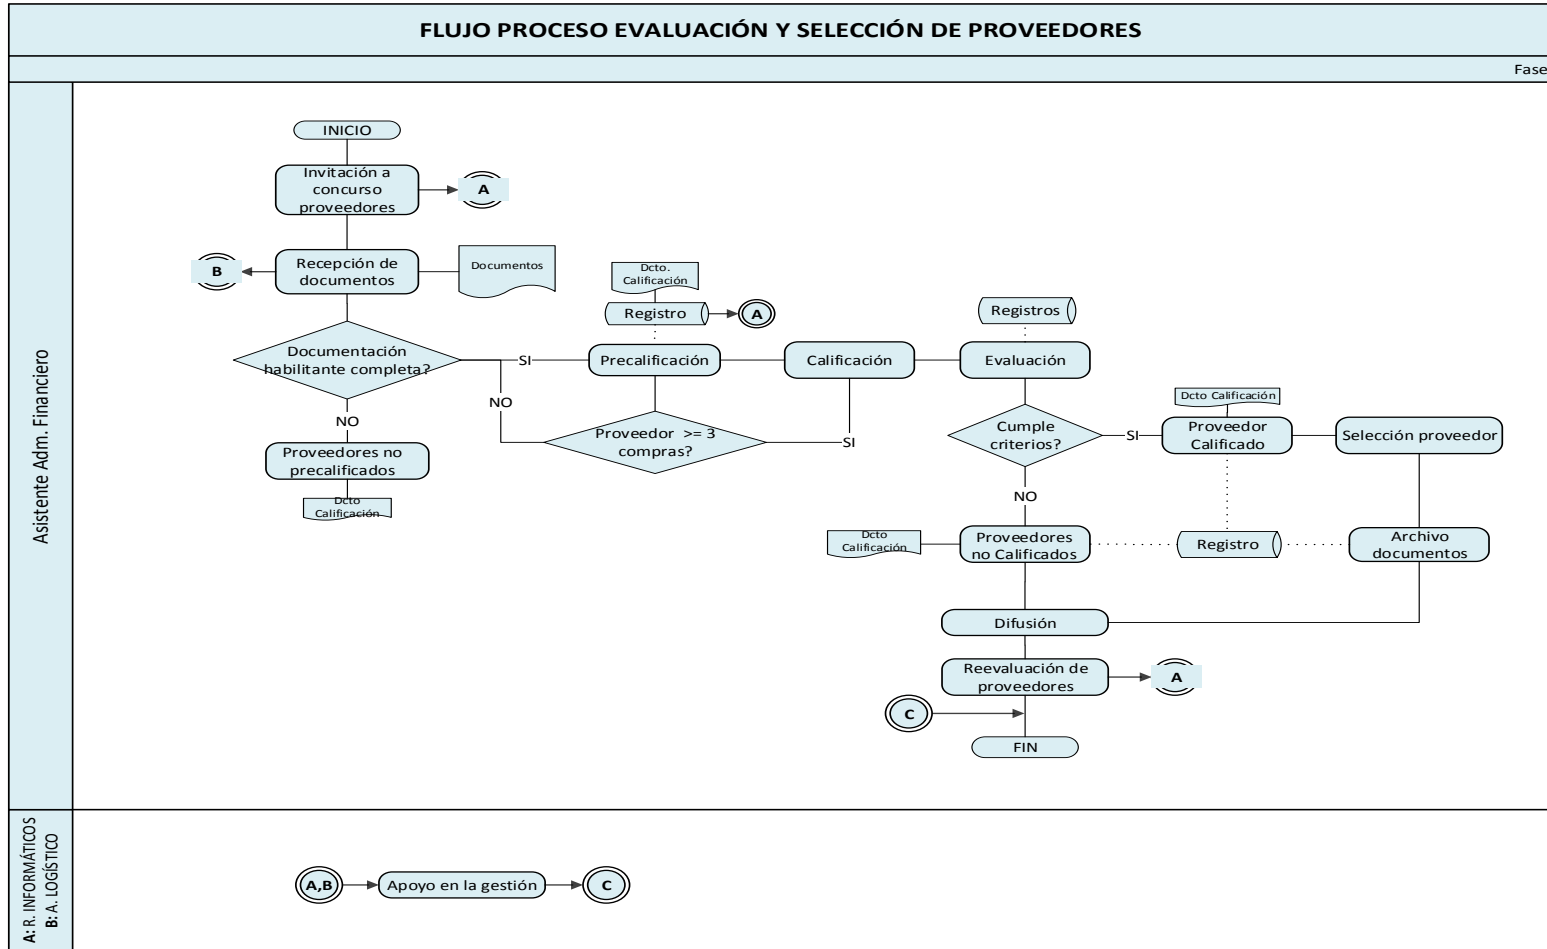 FLUJO PROCESO EVALUACIÓN Y SELECCIÓN DE PROVEEDORES
Fase
Asistente Adm. Financiero
INICIO
Invitación a
concurso
proveedores
A
B
Recepción de
documentos
Documentos
Documentación
habilitante completa?
SI
NO
NO
Proveedores no
precalificados
Dcto
Calificación
Dcto.
Calificación
Registro
A
Precalificación
Proveedor >= 3
compras?
SI
Calificación
Registros
Evaluación
Cumple
criterios?
SI
NO
Dcto Calificación
Proveedor
Calificado
Selección proveedor
Dcto
Calificación
Proveedores
no Calificados
Registro
Archivo
documentos
Difusión
Reevaluación de
proveedores
A
C
FIN
A: R. INFORMÁTICOS
B: A. LOGÍSTICO
A,B
Apoyo en la gestión
C